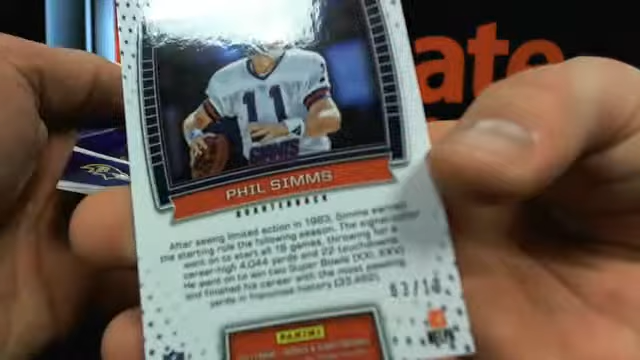 ate
11
GIANTS
PHIL SIMMS
QUARTERBACK
After seeing limited action in 1983, Simms earned
the starting role the following season. The signal-caller
went on to start all 16 games, throwing for a
career-high 4,044 yards and 22 touchdowns.
He went on to win two Super Bowls (XXI, XXV)
and finished his career with the most passing
yards in franchise history (33,462).
03/10
PANINI